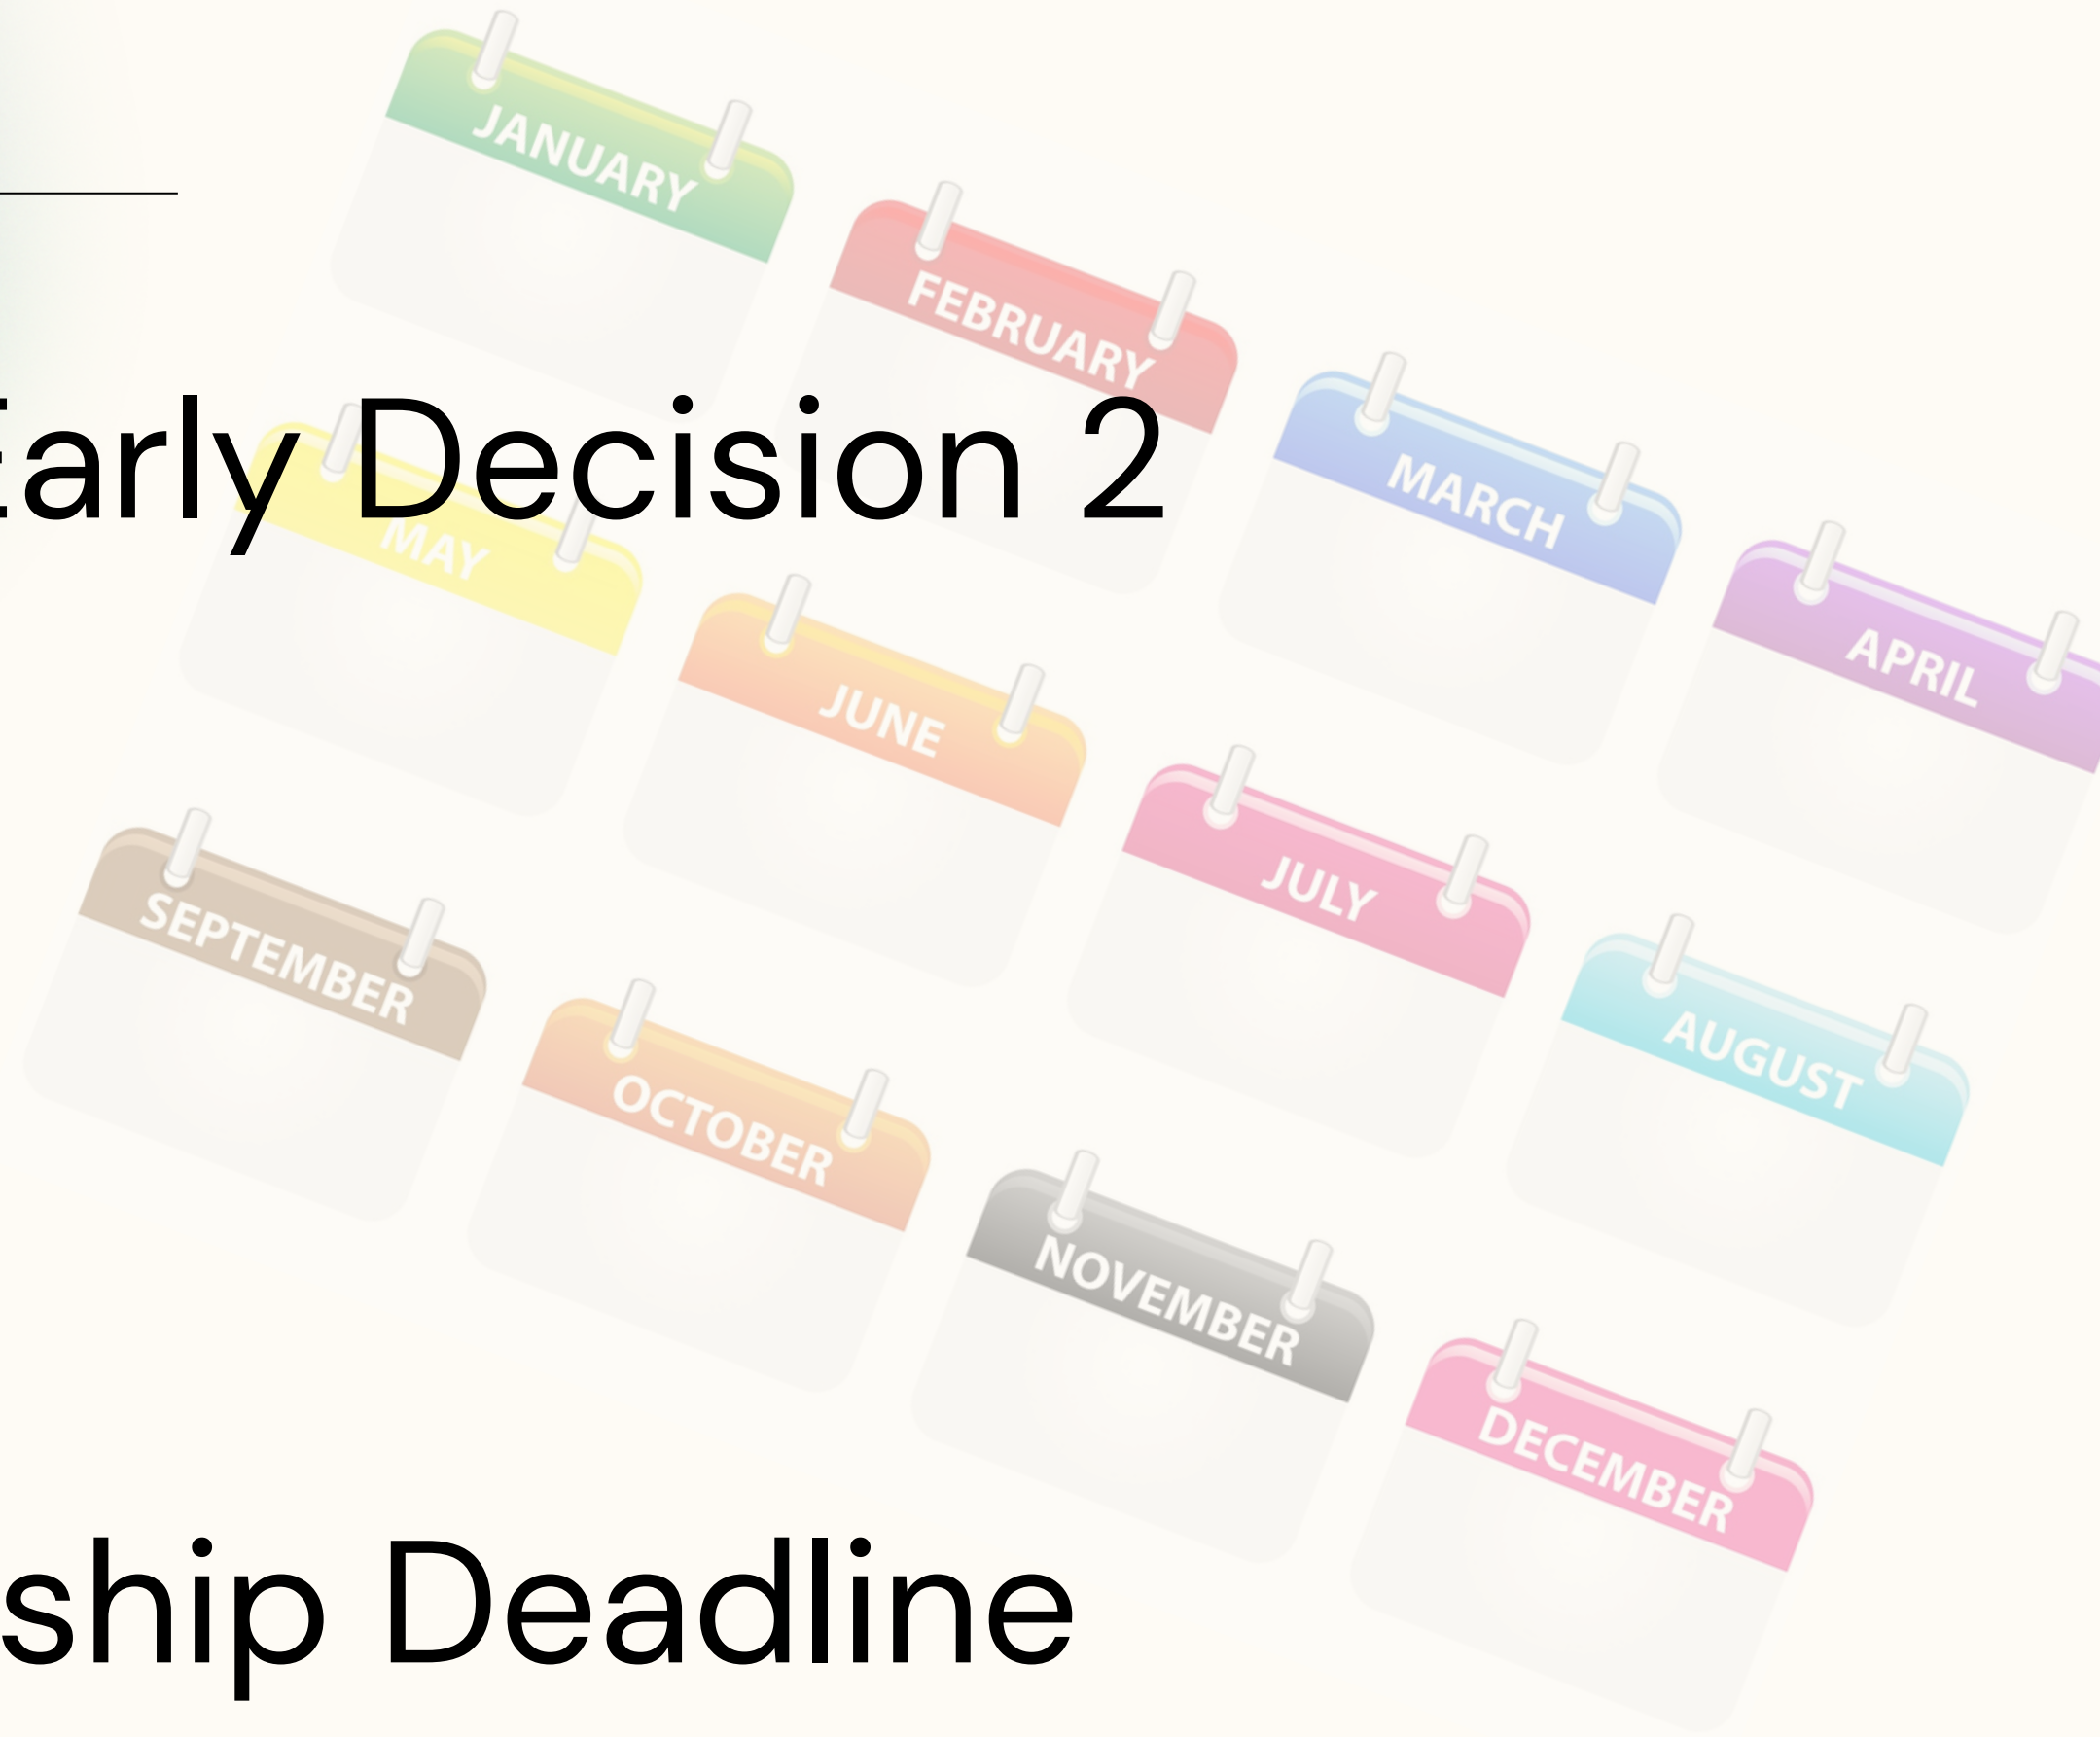 JANUARY
FEBRUARY
MARCH
APRIL
Early Decision 2
MAY
JUNE
JULY
AUGUST
SEPTEMBER
OCTOBER
NOVEMBER
DECEMBER
ship Deadline